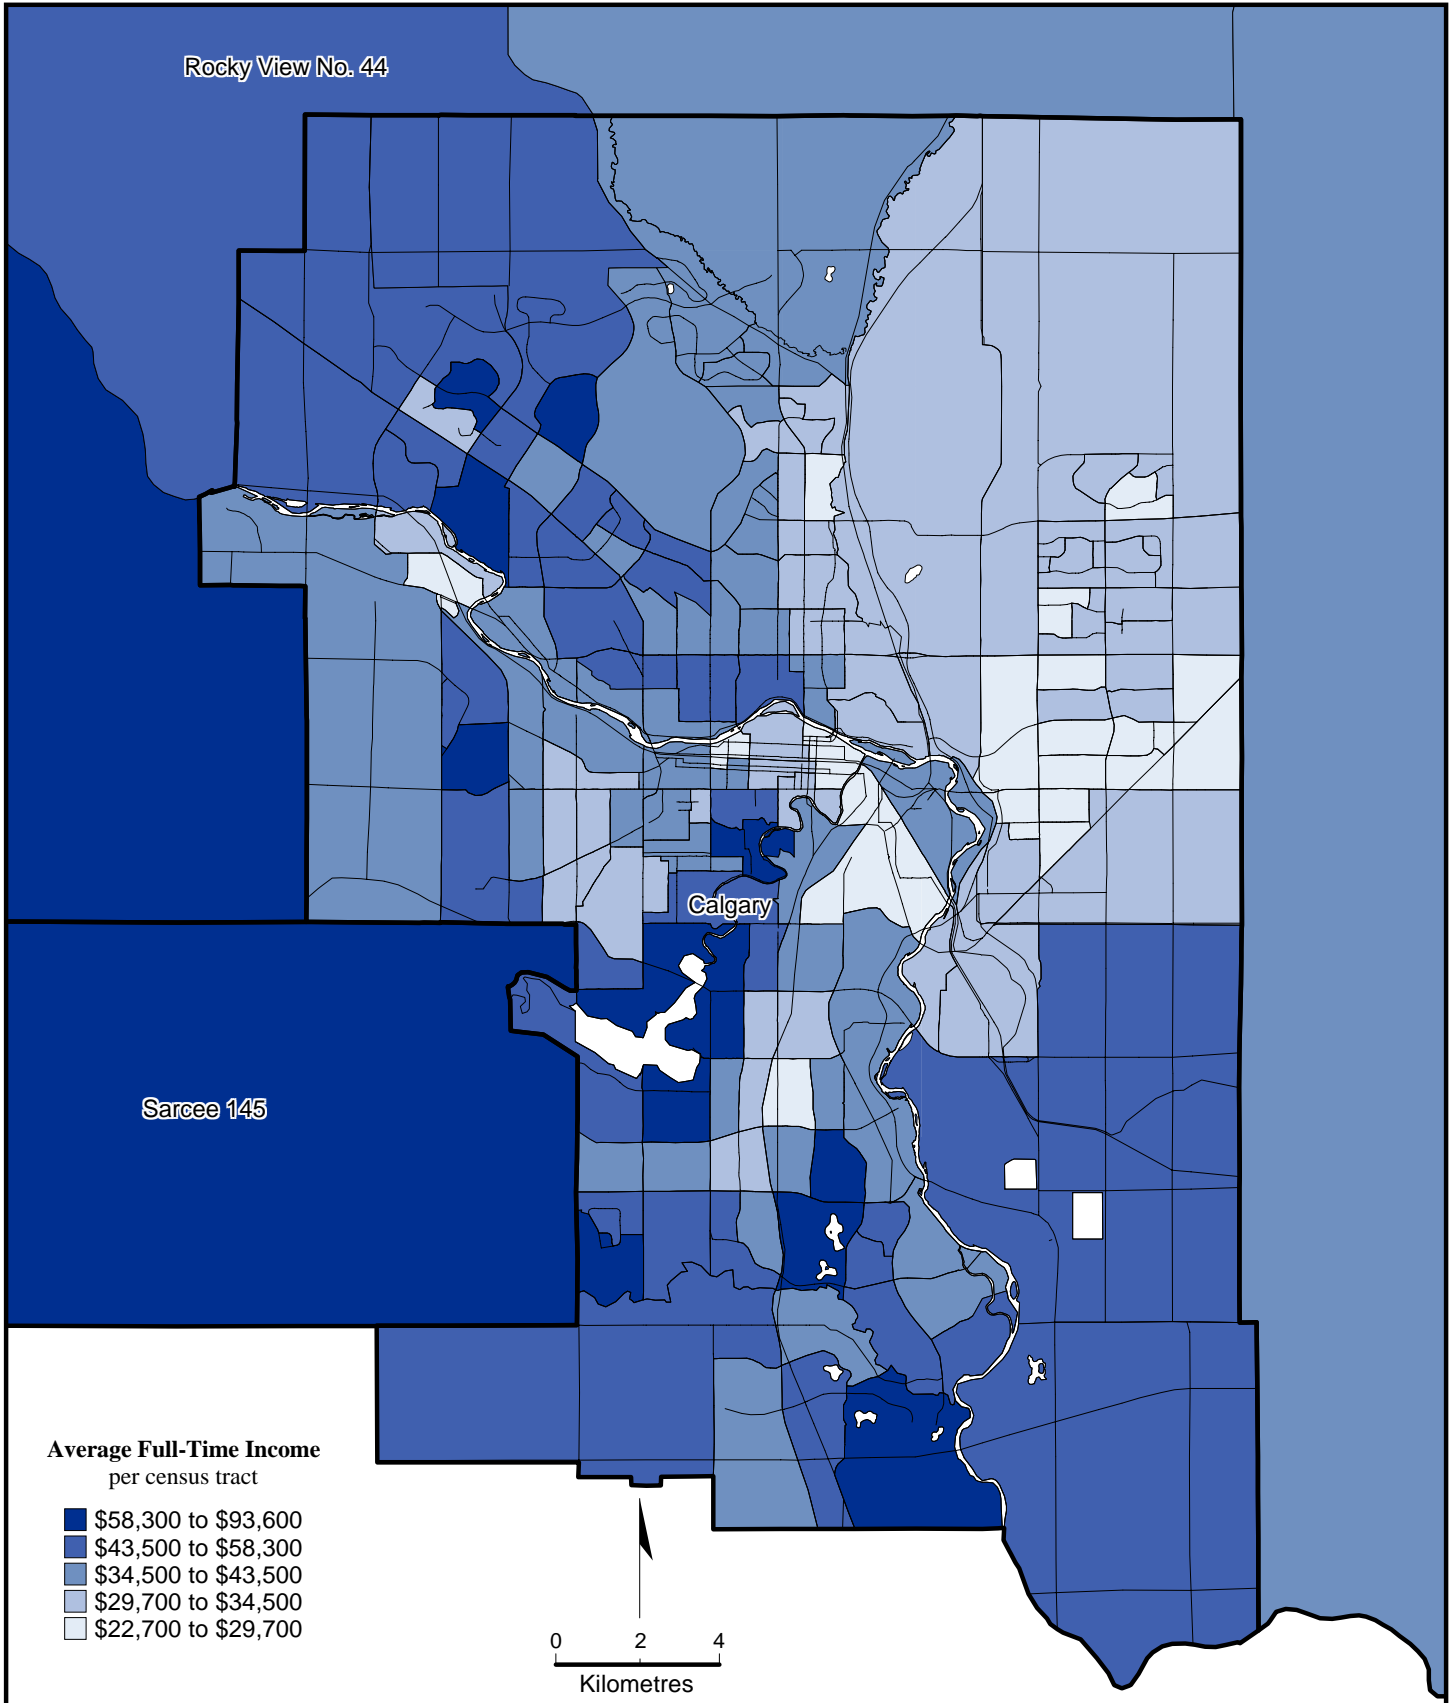 Rocky View No. 44
Calgary
Sarcee 145
Average Full-Time Income
per census tract
$58,300 to $93,600
$43,500 to $58,300
$34,500 to $43,500
$29,700 to $34,500
$22,700 to $29,700
0 2 4
Kilometres